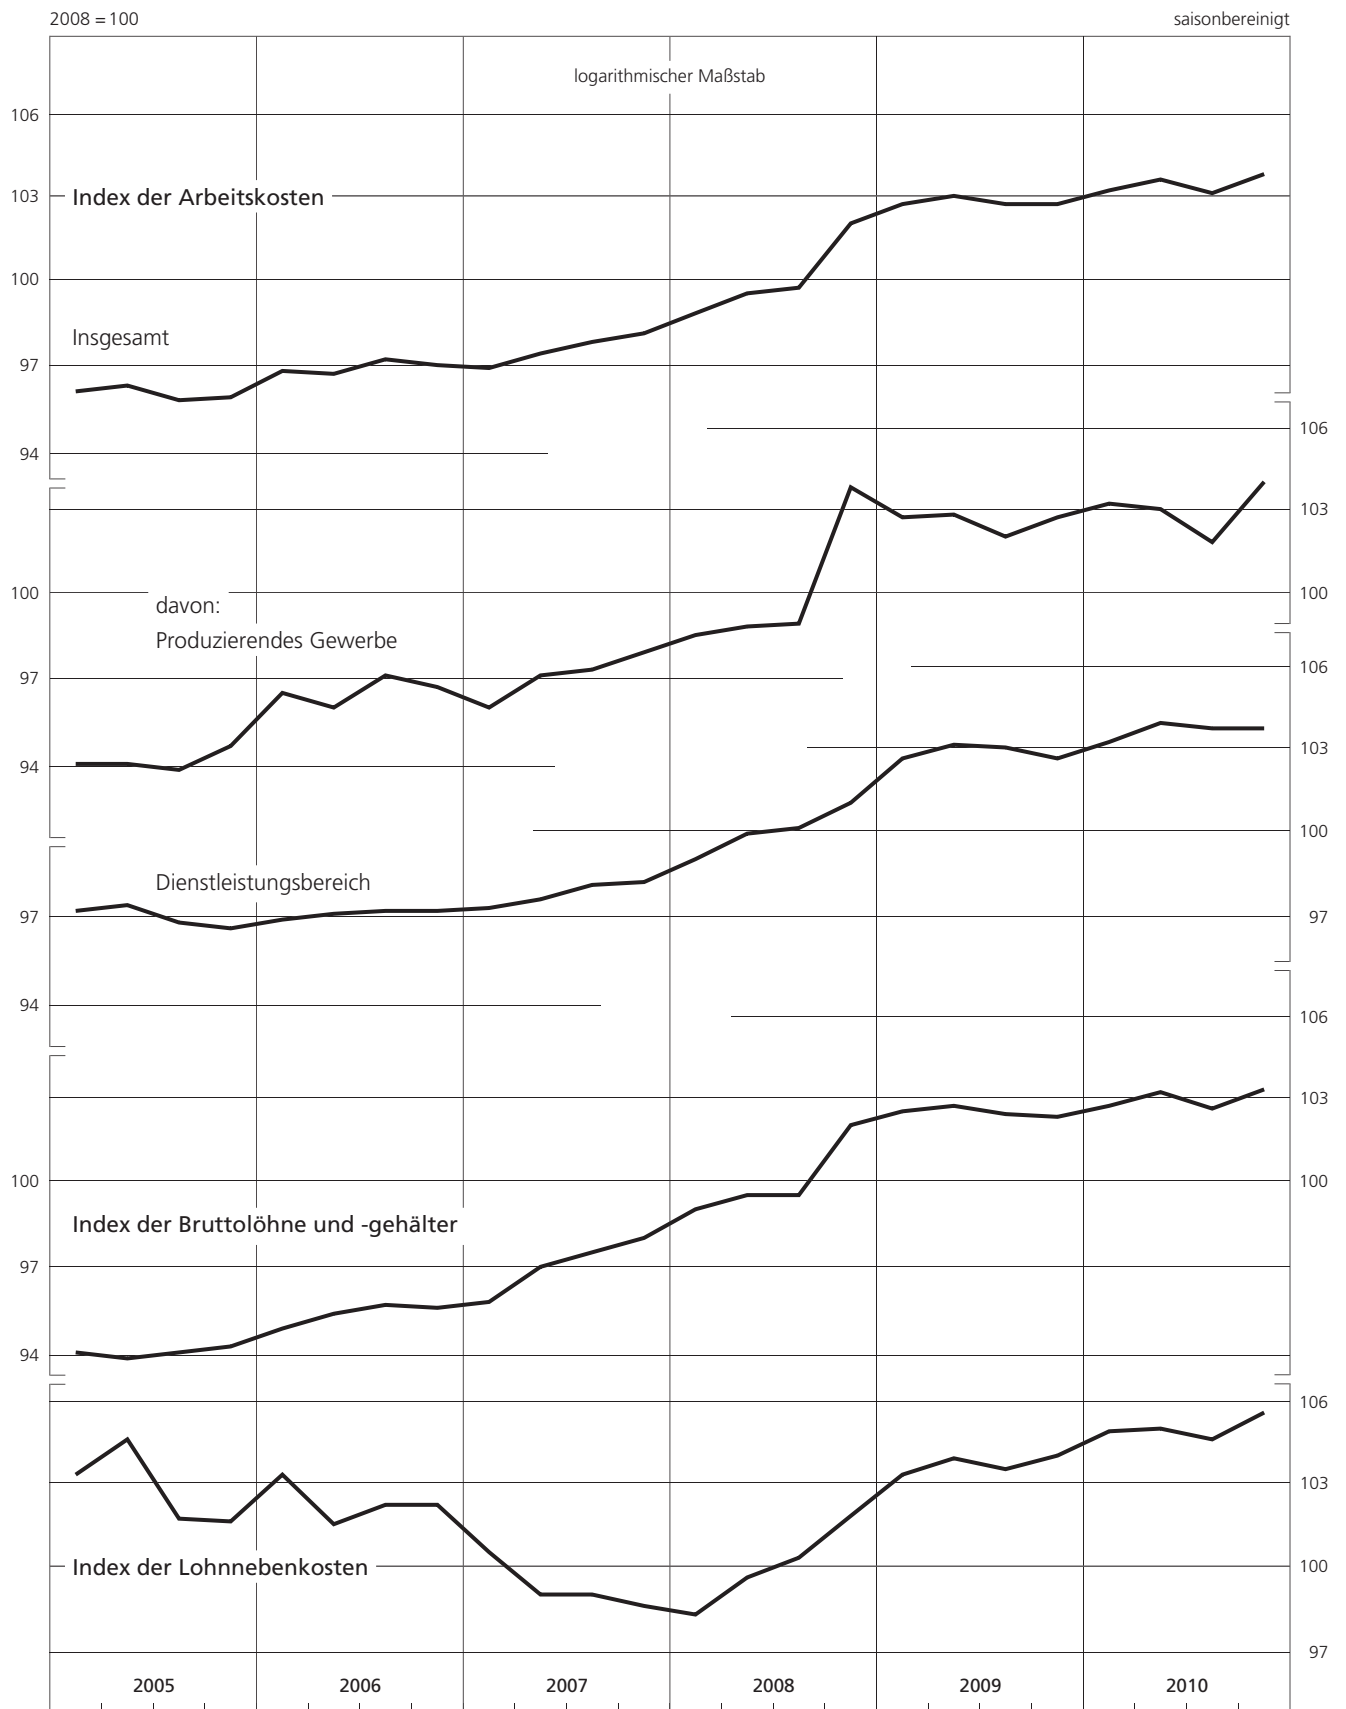 2008 = 100
saisonbereinigt
logarithmischer Maßstab
106
103
Index der Arbeitskosten
100
Insgesamt
97
106
94
103
100
100
davon:
Produzierendes Gewerbe
106
97
103
94
100
Dienstleistungsbereich
97
97
94
106
103
100
100
Index der Bruttolöhne und -gehälter
97
94
106
103
Index der Lohnnebenkosten
100
97
2005 2006 2007 2008 2009 2010